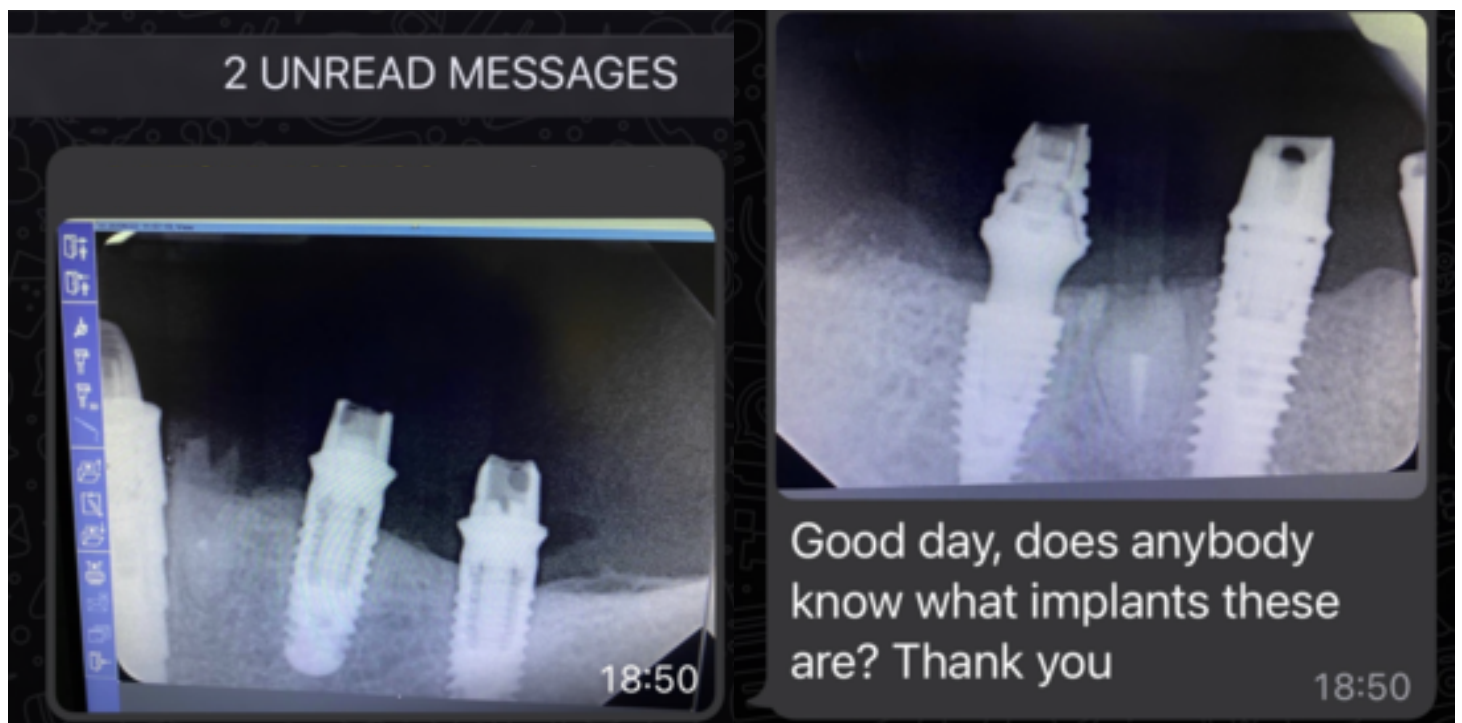 2 UNREAD MESSAGES
18:50
Good day, does anybody
know what implants these
are? Thank you
18:50